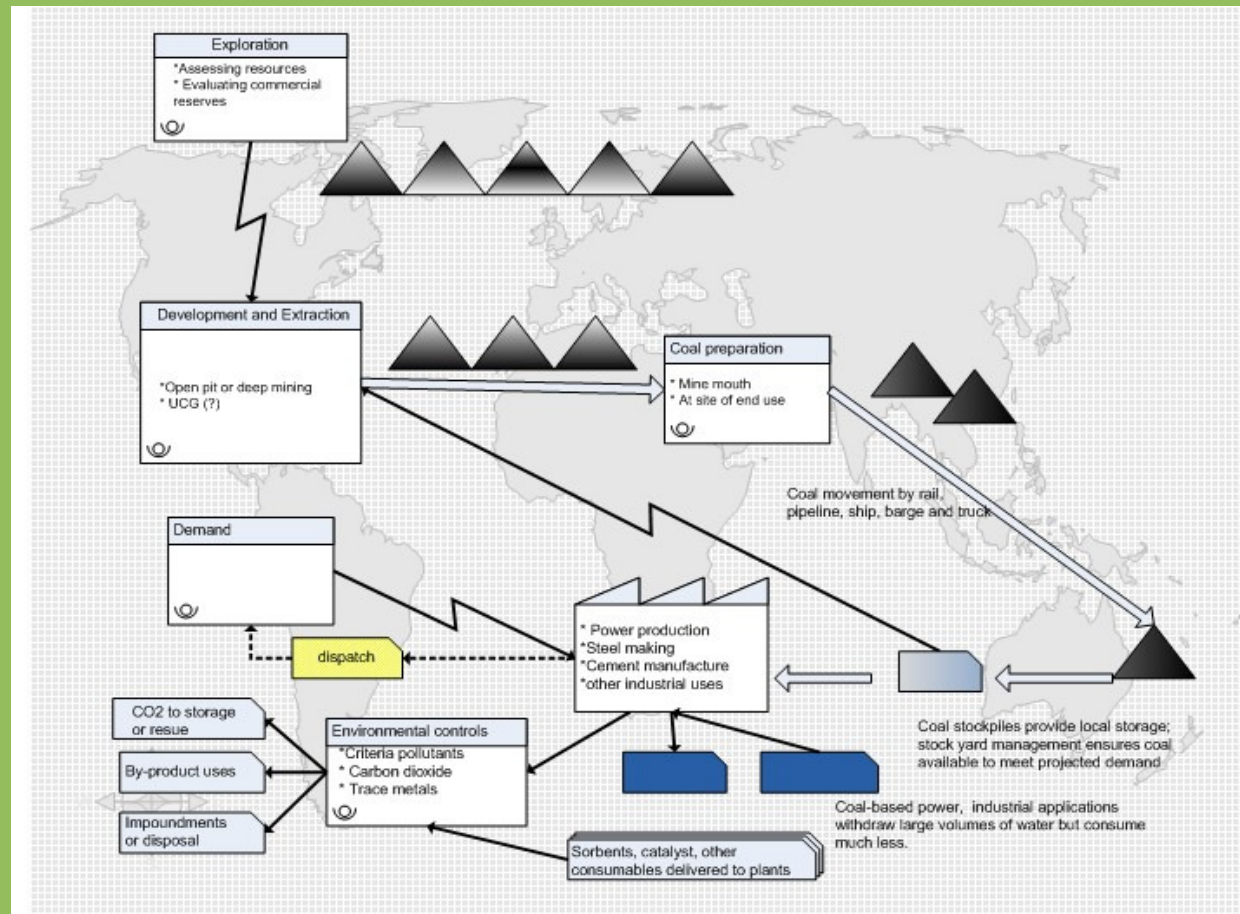 Exploration
*Assessing resources
* Evaluating commercial
reserves
Development and Extraction
*Open pit or deep mining
* UCG (?)
Coal preparation
* Mine mouth
* At site of end use
Coal movement by rail,
pipeline, ship, barge and truck
Demand
dispatch
* Power production
*Steel making
*Cement manufacture
*other industrial uses
Coal stockpiles provide local storage;
stock yard management ensures coal
available to meet projected demand
CO2 to storage
or resue
By-product uses
Impoundments
or disposal
Environmental controls
*Criteria pollutants
* Carbon dioxide
* Trace metals
Coal-based power, industrial applications
withdraw large volumes of water but consume
much less.
Sorbents, catalyst, other
consumables delivered to plants